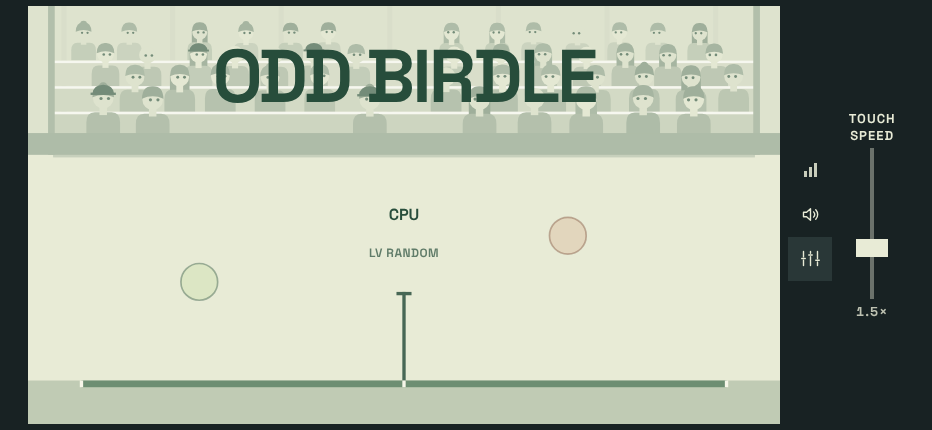 ODD BIRDLE
CPU
LV RANDOM
TOUCH
SPEED
1.5×